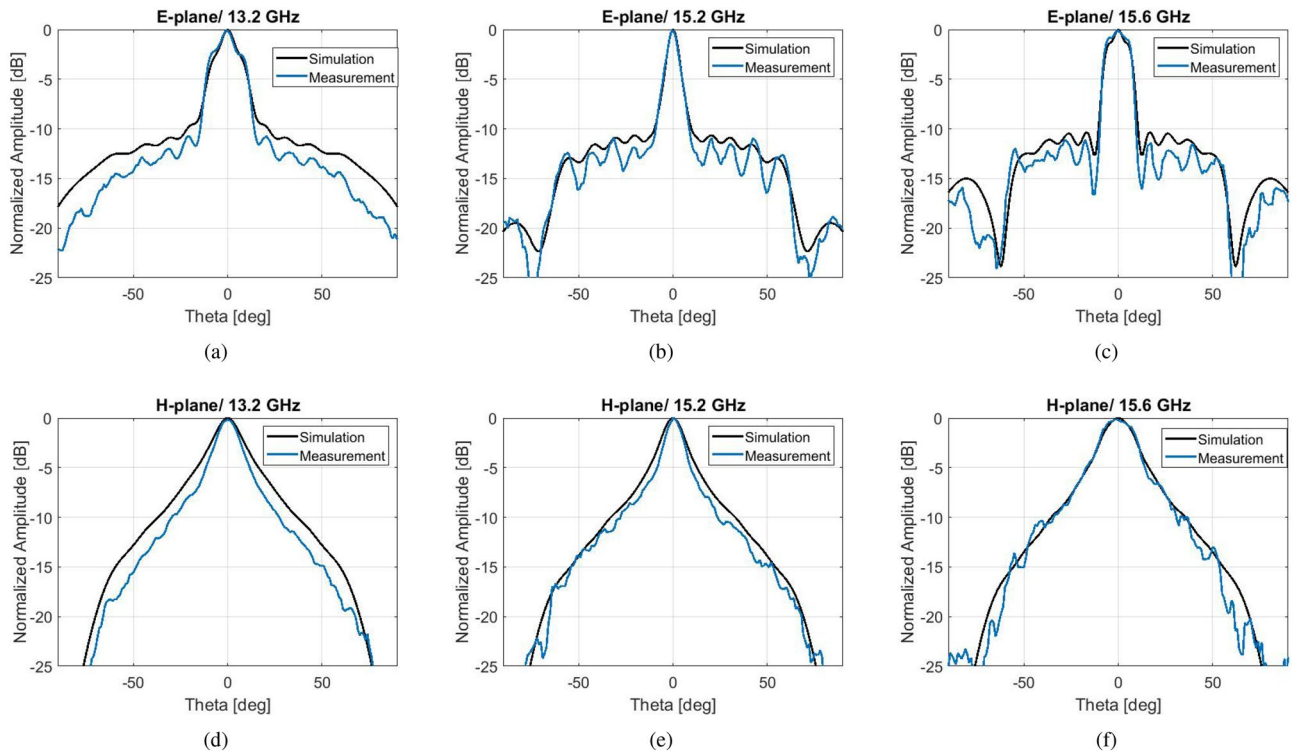 E-plane/ 13.2 GHz
Simulation
Measurement
Normalized Amplitude [dB]
0
-5
-10
-15
-20
-25
-50
0
50
Theta [deg]
(a)
E-plane/ 15.2 GHz
Simulation
Measurement
Normalized Amplitude [dB]
0
-5
-10
-15
-20
-25
-50
0
50
Theta [deg]
(b)
E-plane/ 15.6 GHz
Simulation
Measurement
Normalized Amplitude [dB]
0
-5
-10
-15
-20
-25
-50
0
50
Theta [deg]
(c)
H-plane/ 13.2 GHz
Simulation
Measurement
Normalized Amplitude [dB]
0
-5
-10
-15
-20
-25
-50
0
50
Theta [deg]
(d)
H-plane/ 15.2 GHz
Simulation
Measurement
Normalized Amplitude [dB]
0
-5
-10
-15
-20
-25
-50
0
50
Theta [deg]
(e)
H-plane/ 15.6 GHz
Simulation
Measurement
Normalized Amplitude [dB]
0
-5
-10
-15
-20
-25
-50
0
50
Theta [deg]
(f)